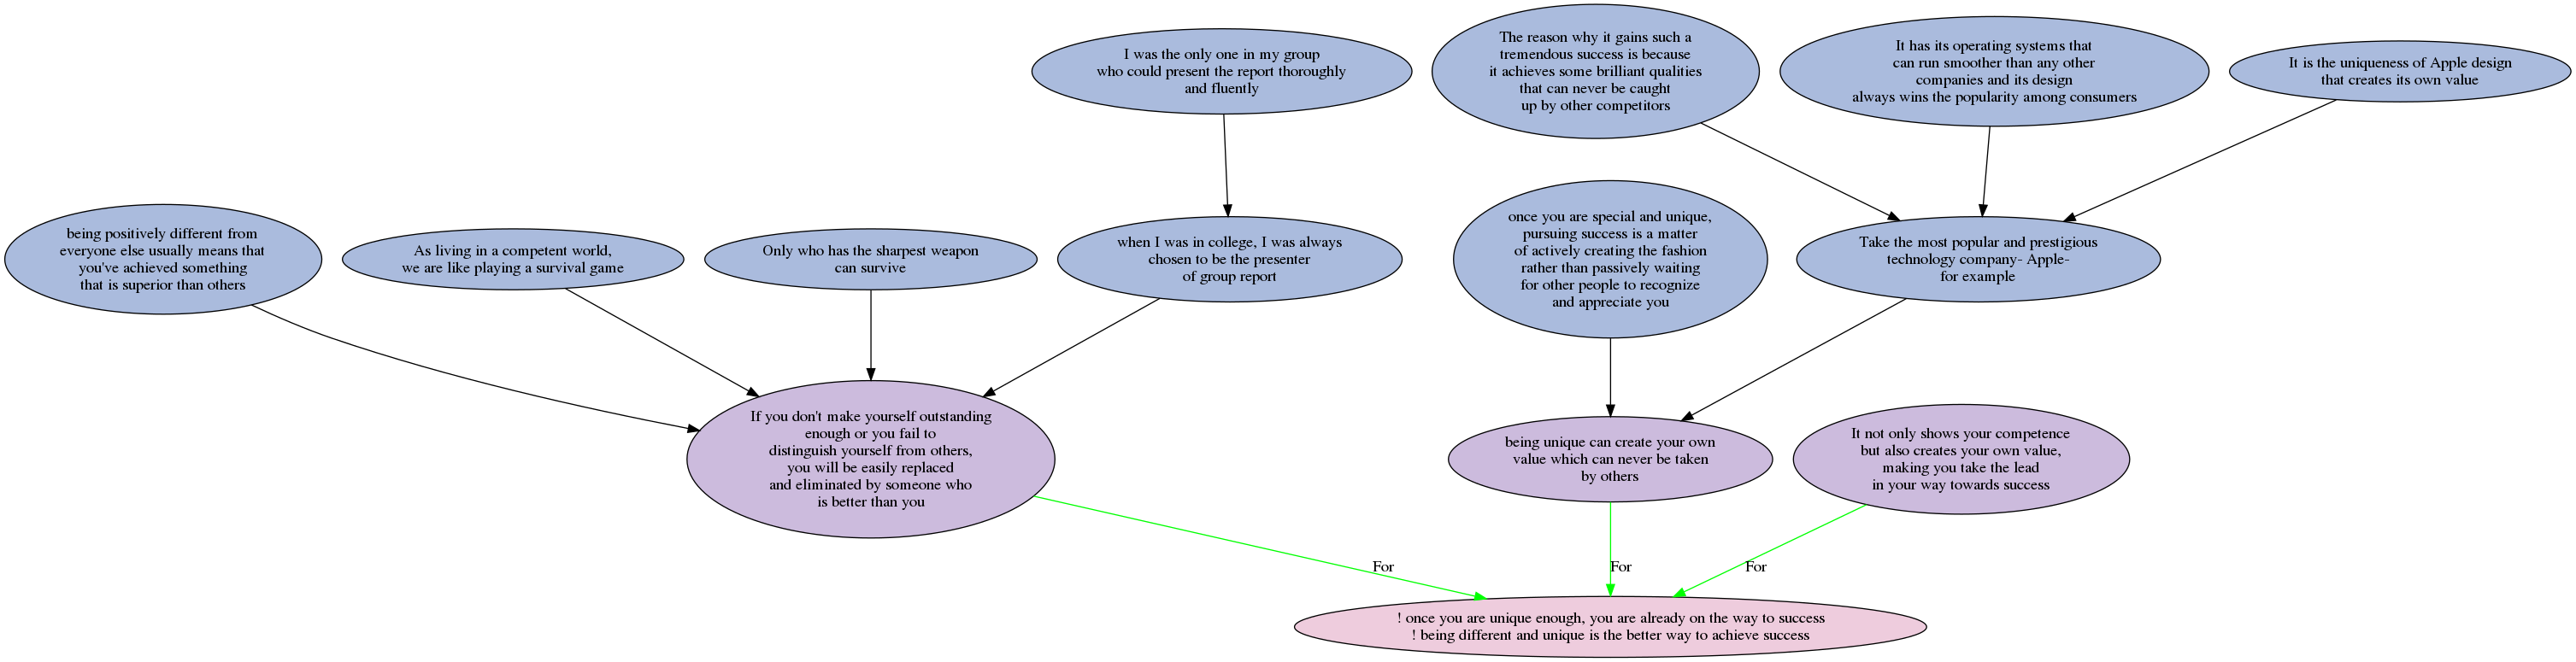 I was the only one in my group
who could present the report thoroughly
and fluently
The reason why it gains such a
tremendous success is because
it achieves some brilliant qualities
that can never be caught
up by other competitors
It has its operating systems that
can run smoother than any other
companies and its design
always wins the popularity among consumers
It is the uniqueness of Apple design
that creates its own value
being positively different from
everyone else usually means that
you've achieved something
that is superior than others
As living in a competent world,
we are like playing a survival game
Only who has the sharpest weapon
can survive
when I was in college, I was always
chosen to be the presenter
of group report
once you are special and unique,
pursuing success is a matter
of actively creating the fashion
rather than passively waiting
for other people to recognize
and appreciate you
Take the most popular and prestigious
technology company- Apple-
for example
If you don't make yourself outstanding
enough or you fail to
distinguish yourself from others,
you will be easily replaced
and eliminated by someone who
is better than you
being unique can create your own
value which can never be taken
by others
It not only shows your competence
but also creates your own value,
making you take the lead
in your way towards success
For
For
For
! once you are unique enough, you are already on the way to success
! being different and unique is the better way to achieve success